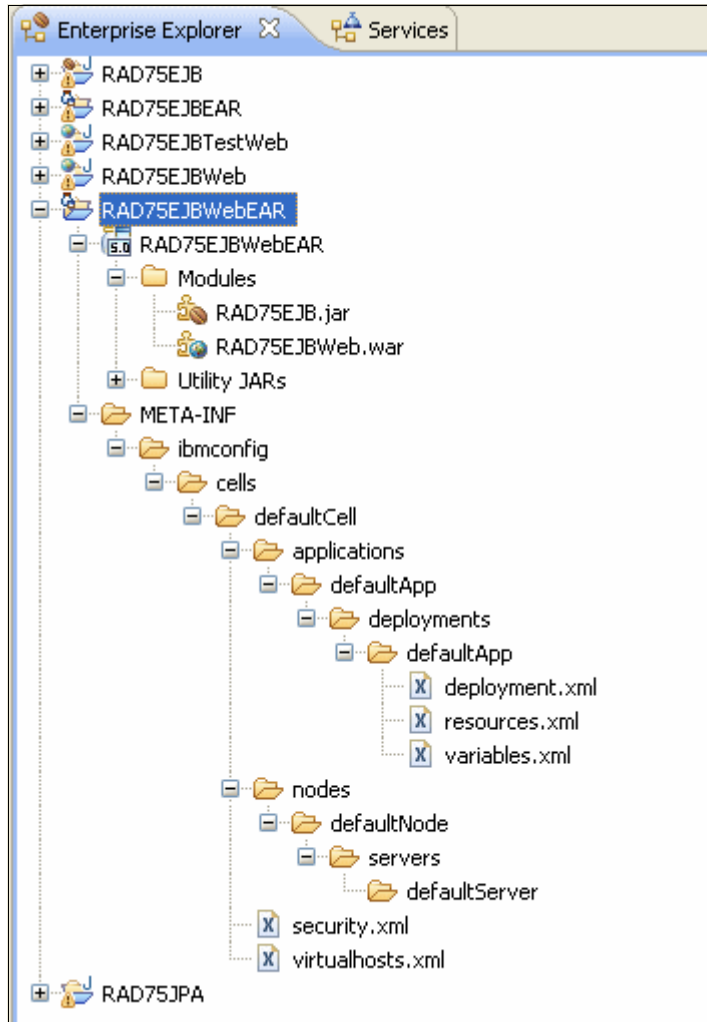 Enterprise Explorer Services
RAD75EJB
RAD75EJBEAR
RAD75EJBTestWeb
RAD75EJBWeb
RAD75EJBWebEAR
5.0 RAD75EJBWebEAR
Modules
RAD75EJB.jar
RAD75EJBWeb.war
Utility JARs
META-INF
ibmconfig
cells
defaultCell
applications
defaultApp
deployments
defaultApp
deployment.xml
resources.xml
variables.xml
nodes
defaultNode
servers
defaultServer
security.xml
virtualhosts.xml
RAD75JPA